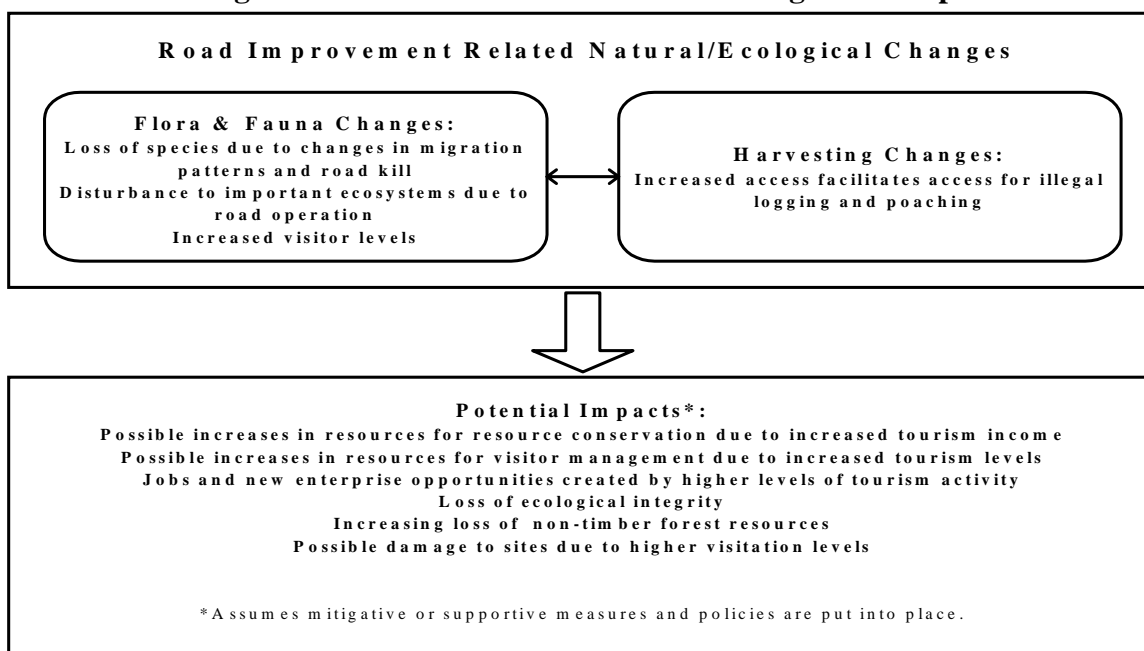 Road Improvement Related Natural/Ecological Changes
Flora & Fauna Changes:
Loss of species due to changes in migration
patterns and road kill
Disturbance to important ecosystems due to
road operation
Increased visitor levels
Harvesting Changes:
Increased access facilitates access for illegal
logging and poaching
Potential Impacts*:
Possible increases in resources for resource conservation due to increased tourism income
Possible increases in resources for visitor management due to increased tourism levels
Jobs and new enterprise opportunities created by higher levels of tourism activity
Loss of ecological integrity
Increasing loss of non-timber forest resources
Possible damage to sites due to higher visitation levels
*Assumes mitigative or supportive measures and policies are put into place.